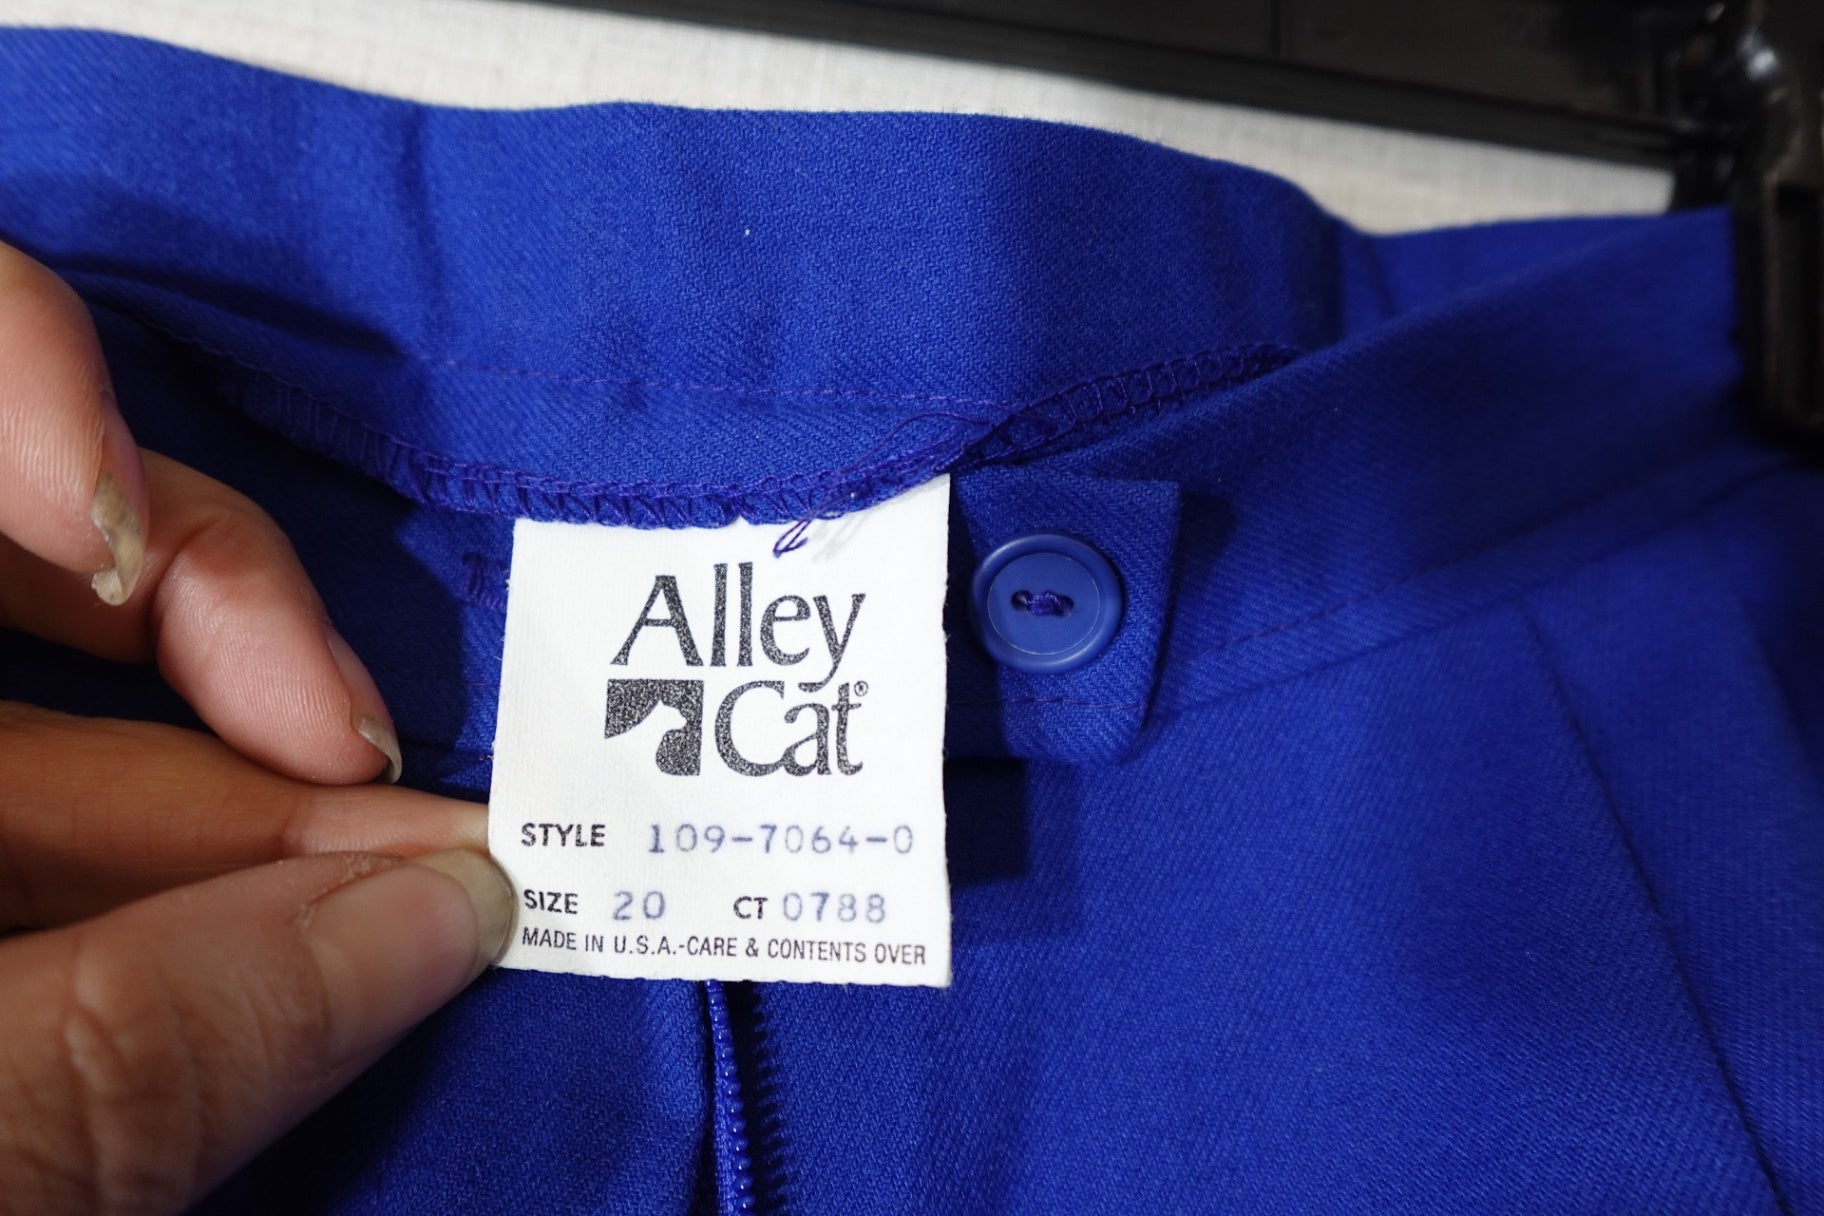 Alley
Cat®
STYLE 109-7064-0
SIZE 20 CT 0788
MADE IN U.S.A.-CARE & CONTENTS OVER